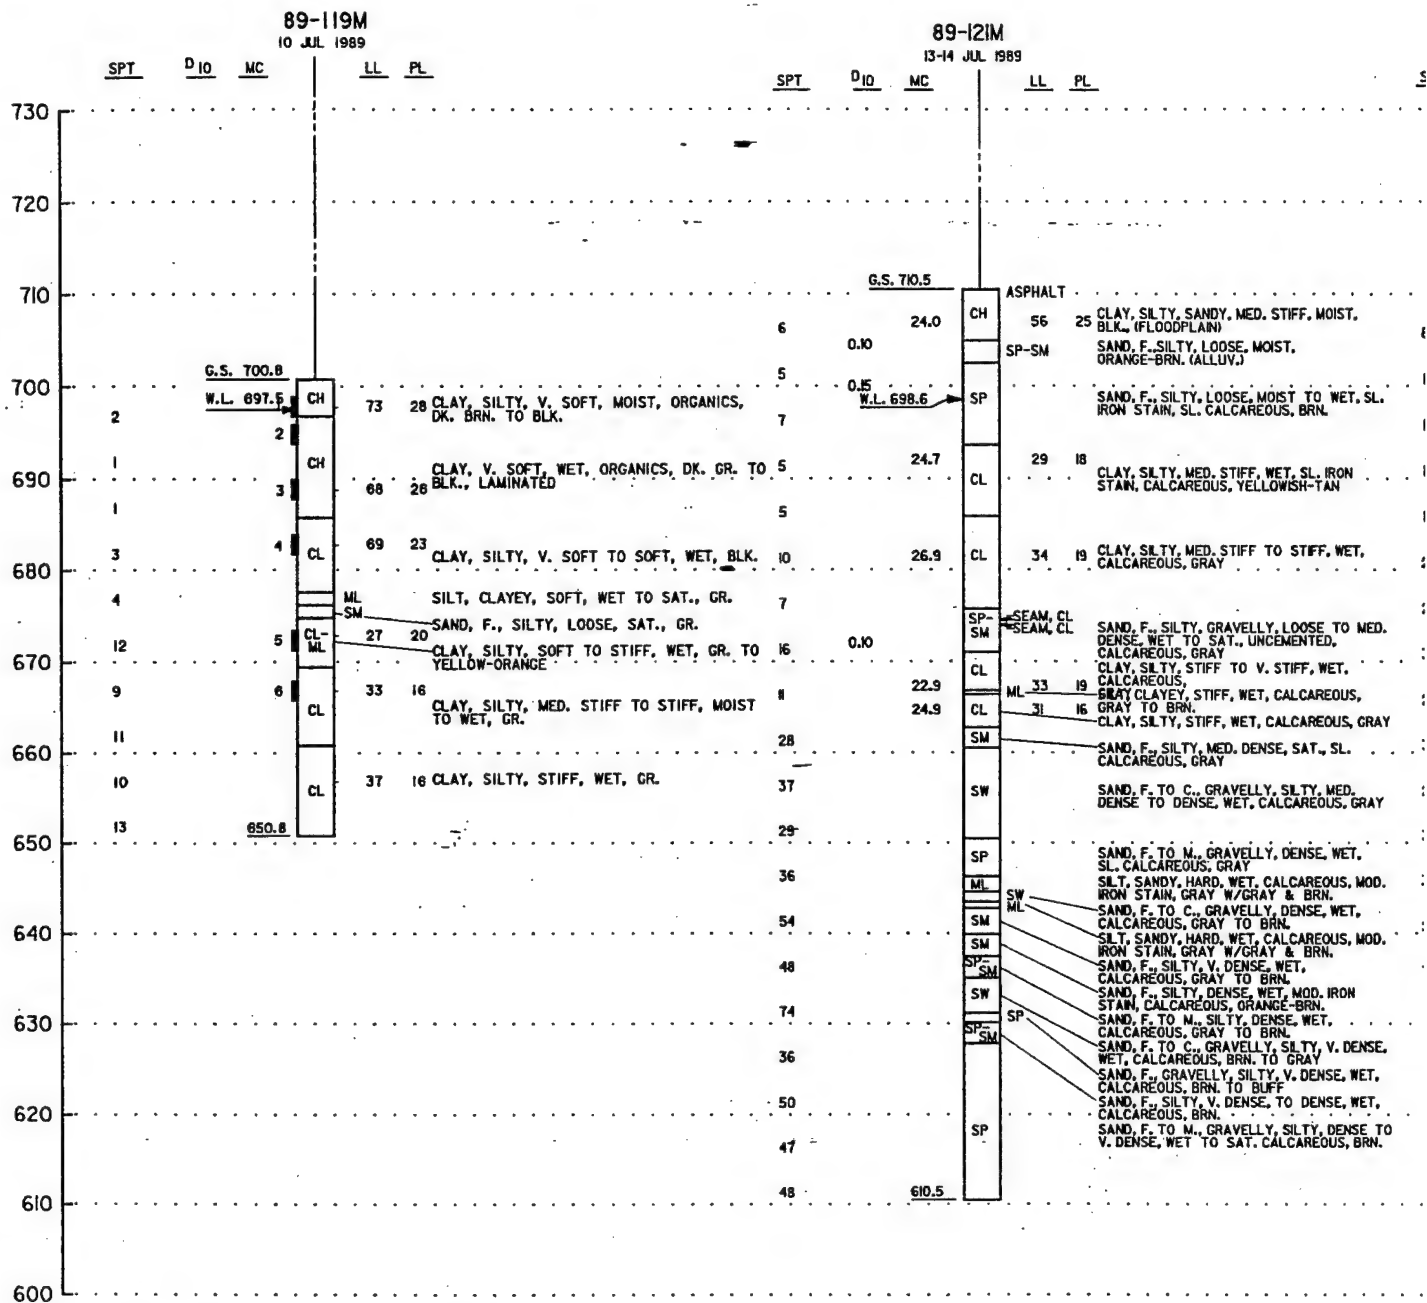 89-119M
10 JUL 1989
SPT D10 MC LL PL
89-121M
13-14 JUL 1989
SPT D10 MC LL PL
S
730
720
710
700
690
680
670
660
650
640
630
620
610
600
G.S. 700.8
W.L. 697.5
CH
73 28 CLAY, SILTY, V. SOFT, MOIST, ORGANICS,
DK. BRN. TO BLK.
2
2
1
CH
CLAY, V. SOFT, WET, ORGANICS, DK. GR. TO
BLK., LAMINATED
3
68 26
1
4
CL
69 23
CLAY, SILTY, V. SOFT TO SOFT, WET, BLK.
3
4
ML
SILT, CLAYEY, SOFT, WET TO SAT., GR.
SM
SAND, F., SILTY, LOOSE, SAT., GR.
12
5
CL-
ML
27 20
CLAY, SILTY, SOFT TO STIFF, WET, GR. TO
YELLOW-ORANGE
9
6
33 16
CL
CLAY, SILTY, MED. STIFF TO STIFF, MOIST
TO WET, GR.
11
10
CL
37 16 CLAY, SILTY, STIFF, WET, GR.
13
650.8
G.S. 710.5
ASPHALT
CH
6
24.0
56 25 CLAY, SILTY, SANDY, MED. STIFF, MOIST,
BLK., (FLOODPLAIN)
0.10
SP-SM
SAND, F., SILTY, LOOSE, MOIST,
ORANGE-BRN. (ALLUV.)
5
0.15
W.L. 698.6
SP
SAND, F., SILTY, LOOSE, MOIST TO WET, SL.
IRON STAIN, SL. CALCAREOUS, BRN.
7
5
24.7
29 18
CL
CLAY, SILTY, MED. STIFF, WET, SL. IRON
STAIN, CALCAREOUS, YELLOWISH-TAN
5
10
26.9
CL
34 19 CLAY, SILTY, MED. STIFF TO STIFF, WET,
CALCAREOUS, GRAY
7
SP-
SM
SEAM, CL
SEAM, CL
SAND, F., SILTY, GRAVELLY, LOOSE TO MED.
DENSE, WET TO SAT., UNCEMENTED,
CALCAREOUS, GRAY
16
0.10
CL
CLAY, SILTY, STIFF TO V. STIFF, WET,
CALCAREOUS,
GRAY
11
22.9
33 19
ML
CLAYEY, STIFF, WET, CALCAREOUS,
GRAY TO BRN.
24.9
CL
31 16
CLAY, SILTY, STIFF, WET, CALCAREOUS, GRAY
28
SM
SAND, F., SILTY, MED. DENSE, SAT., SL.
CALCAREOUS, GRAY
37
SW
SAND, F. TO C., GRAVELLY, SILTY, MED.
DENSE TO DENSE, WET, CALCAREOUS, GRAY
29
SP
SAND, F. TO M., GRAVELLY, DENSE, WET,
SL. CALCAREOUS, GRAY
36
ML
SILT, SANDY, HARD, WET, CALCAREOUS, MOD.
IRON STAIN, GRAY W/GRAY & BRN.
SW
SAND, F. TO C., GRAVELLY, DENSE, WET,
CALCAREOUS, GRAY TO BRN.
ML
SILT, SANDY, HARD, WET, CALCAREOUS, MOD.
IRON STAIN, GRAY W/GRAY & BRN.
54
SM
SAND, F., SILTY, V. DENSE, WET,
CALCAREOUS, GRAY TO BRN.
SM
SAND, F., SILTY, DENSE, WET, MOD. IRON
STAIN, CALCAREOUS, ORANGE-BRN.
48
SP-
SM
SAND, F. TO M., SILTY, DENSE, WET,
CALCAREOUS, GRAY TO BRN.
SW
SAND, F. TO C., GRAVELLY, SILTY, V. DENSE,
WET, CALCAREOUS, BRN. TO GRAY
74
SP
SAND, F., GRAVELLY, SILTY, V. DENSE, WET,
CALCAREOUS, BRN. TO BUFF
SP-
SM
SAND, F., SILTY, V. DENSE, TO DENSE, WET,
CALCAREOUS, BRN.
36
50
SP
SAND, F. TO M., GRAVELLY, SILTY, DENSE TO
V. DENSE, WET TO SAT. CALCAREOUS, BRN.
47
48
610.5